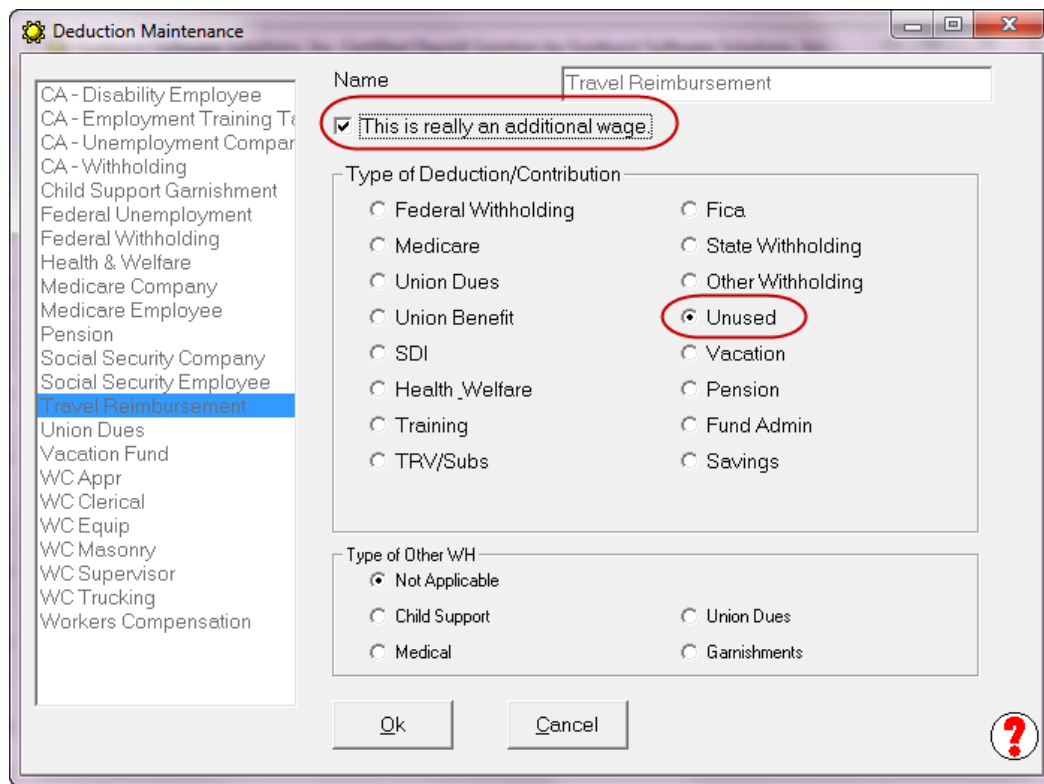 Deduction Maintenance
Name
Travel Reimbursement
This is really an additional wage.
CA - Disability Employee
CA - Employment Training Ta
CA - Unemployment Compar
CA - Withholding
Child Support Garnishment
Federal Unemployment
Federal Withholding
Health & Welfare
Medicare Company
Medicare Employee
Pension
Social Security Company
Social Security Employee
Travel Reimbursement
Union Dues
Vacation Fund
WC Appr
WC Clerical
WC Equip
WC Masonry
WC Supervisor
WC Trucking
Workers Compensation
Type of Deduction/Contribution
Federal Withholding
Fica
Medicare
State Withholding
Union Dues
Other Withholding
Union Benefit
Unused
SDI
Vacation
Health_Welfare
Pension
Training
Fund Admin
TRV/Subs
Savings
Type of Other WH
Not Applicable
Child Support
Union Dues
Medical
Garnishments
Ok
Cancel
?